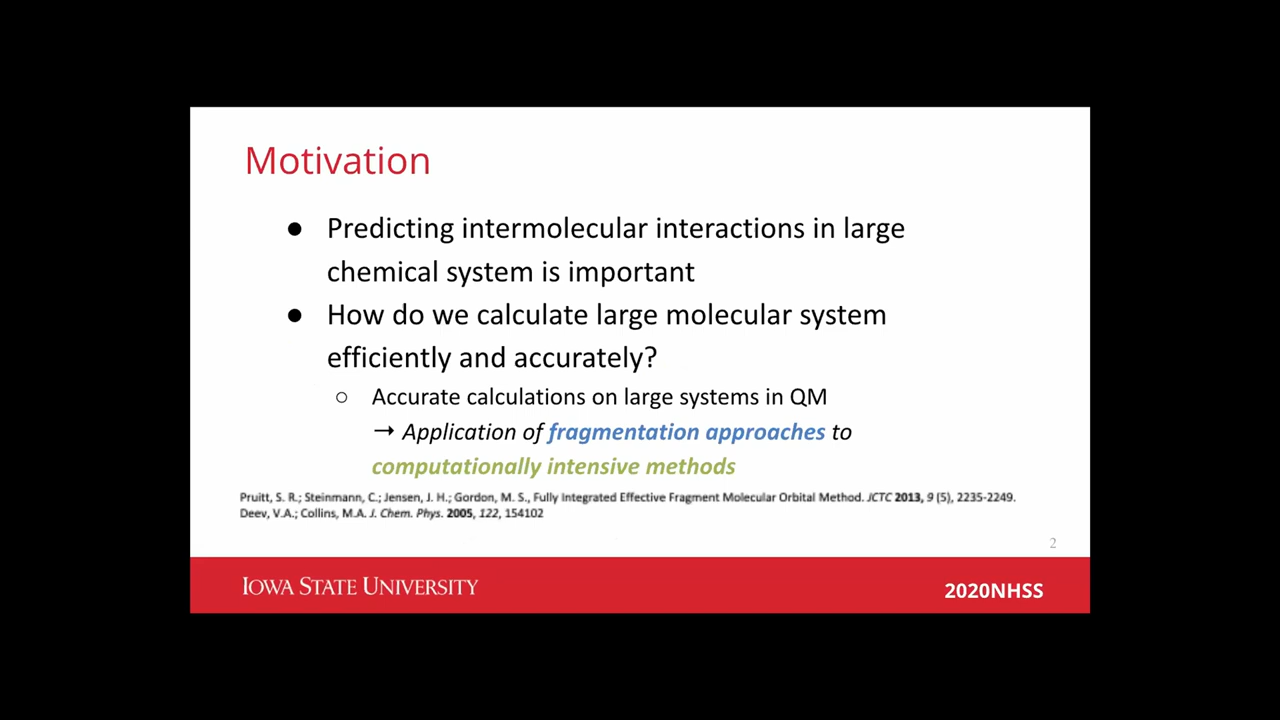 Motivation
● Predicting intermolecular interactions in large
chemical system is important
● How do we calculate large molecular system
efficiently and accurately?
○ Accurate calculations on large systems in QM
→ Application of fragmentation approaches to
computationally intensive methods
Pruitt, S. R.; Steinmann, C.; Jensen, J. H.; Gordon, M. S., Fully Integrated Effective Fragment Molecular Orbital Method. JCTC 2013, 9 (5), 2235-2249.
Deev, V.A.; Collins, M.A. J. Chem. Phys. 2005, 122, 154102
2
IOWA STATE UNIVERSITY
2020NHSS